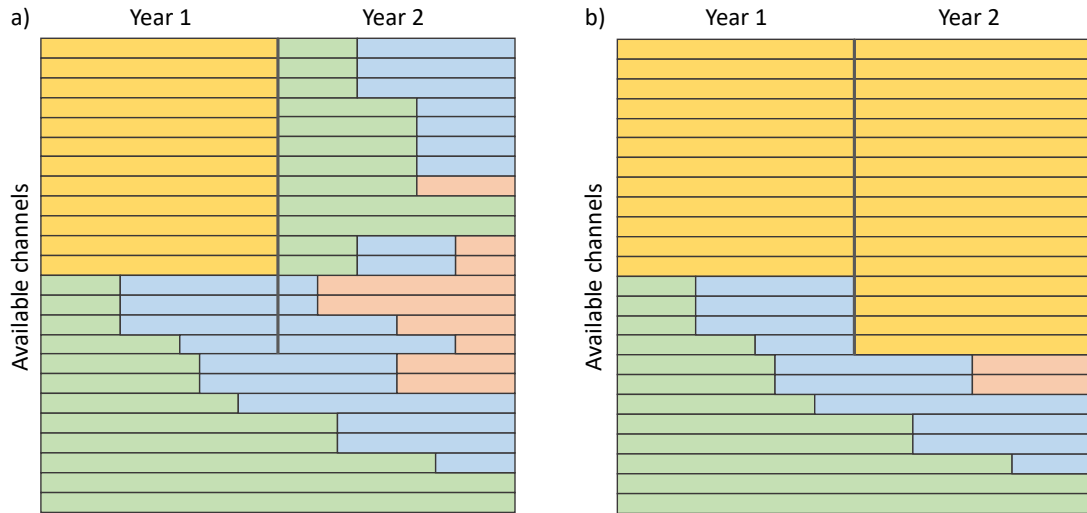 a) Year 1 Year 2
Available channels
b) Year 1 Year 2
Available channels